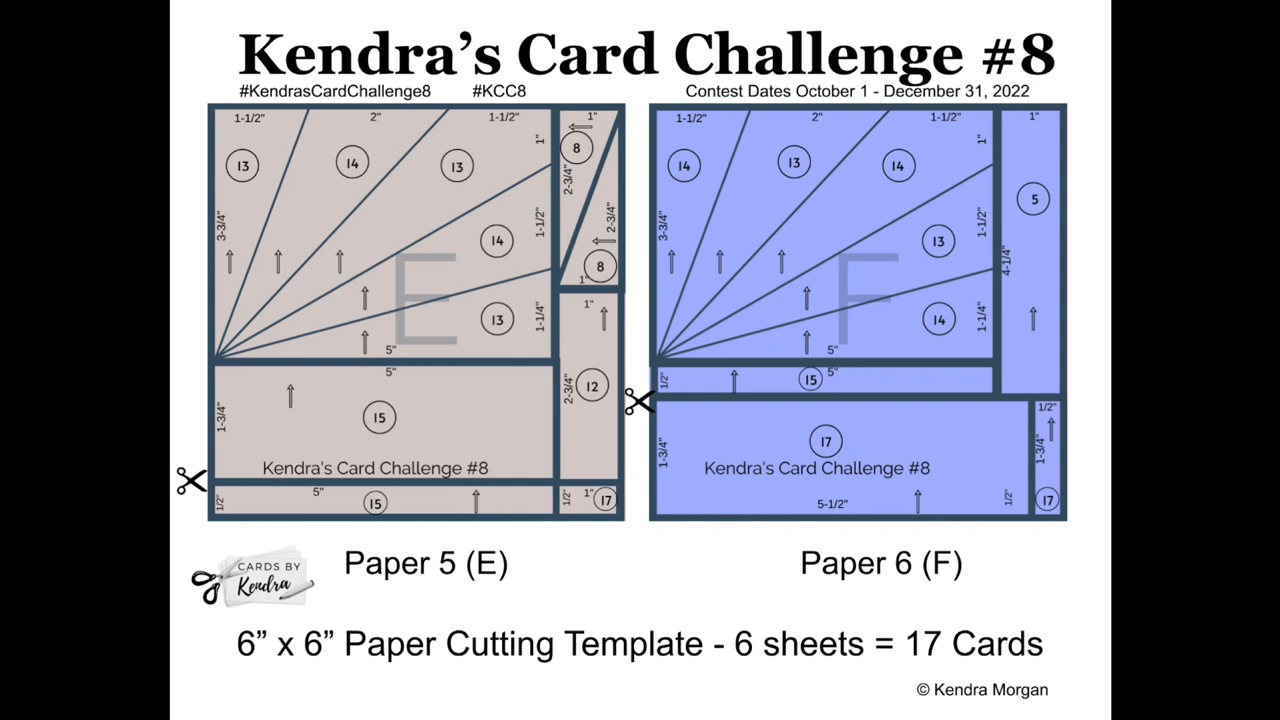 Kendra's Card Challenge #8
#KendrasCardChallenge8 #KCC8 Contest Dates October 1 - December 31, 2022
1-1/2" 2" 1-1/2" 1"
13 14 13 1" 8 2-3/4"
3-3/4" 14 1-1/2" 2-3/4"
E 8
1"
13 1-1/4" 1"
5"
5"
1-3/4" 15 2-3/4" 12
Kendra's Card Challenge #8
1/2" 5" 15 1/2" 1" 17
1-1/2" 2" 1-1/2" 1"
14 13 14 1" 5
3-3/4" 13 1-1/2"
F 4-1/4"
14 1-1/4"
5"
1/2" 15 5"
1/2"
1-3/4" 17 1-3/4"
Kendra's Card Challenge #8
5-1/2" 1/2" 17
Paper 5 (E) Paper 6 (F)
CARDS BY
Kendra
6” x 6” Paper Cutting Template - 6 sheets = 17 Cards
© Kendra Morgan